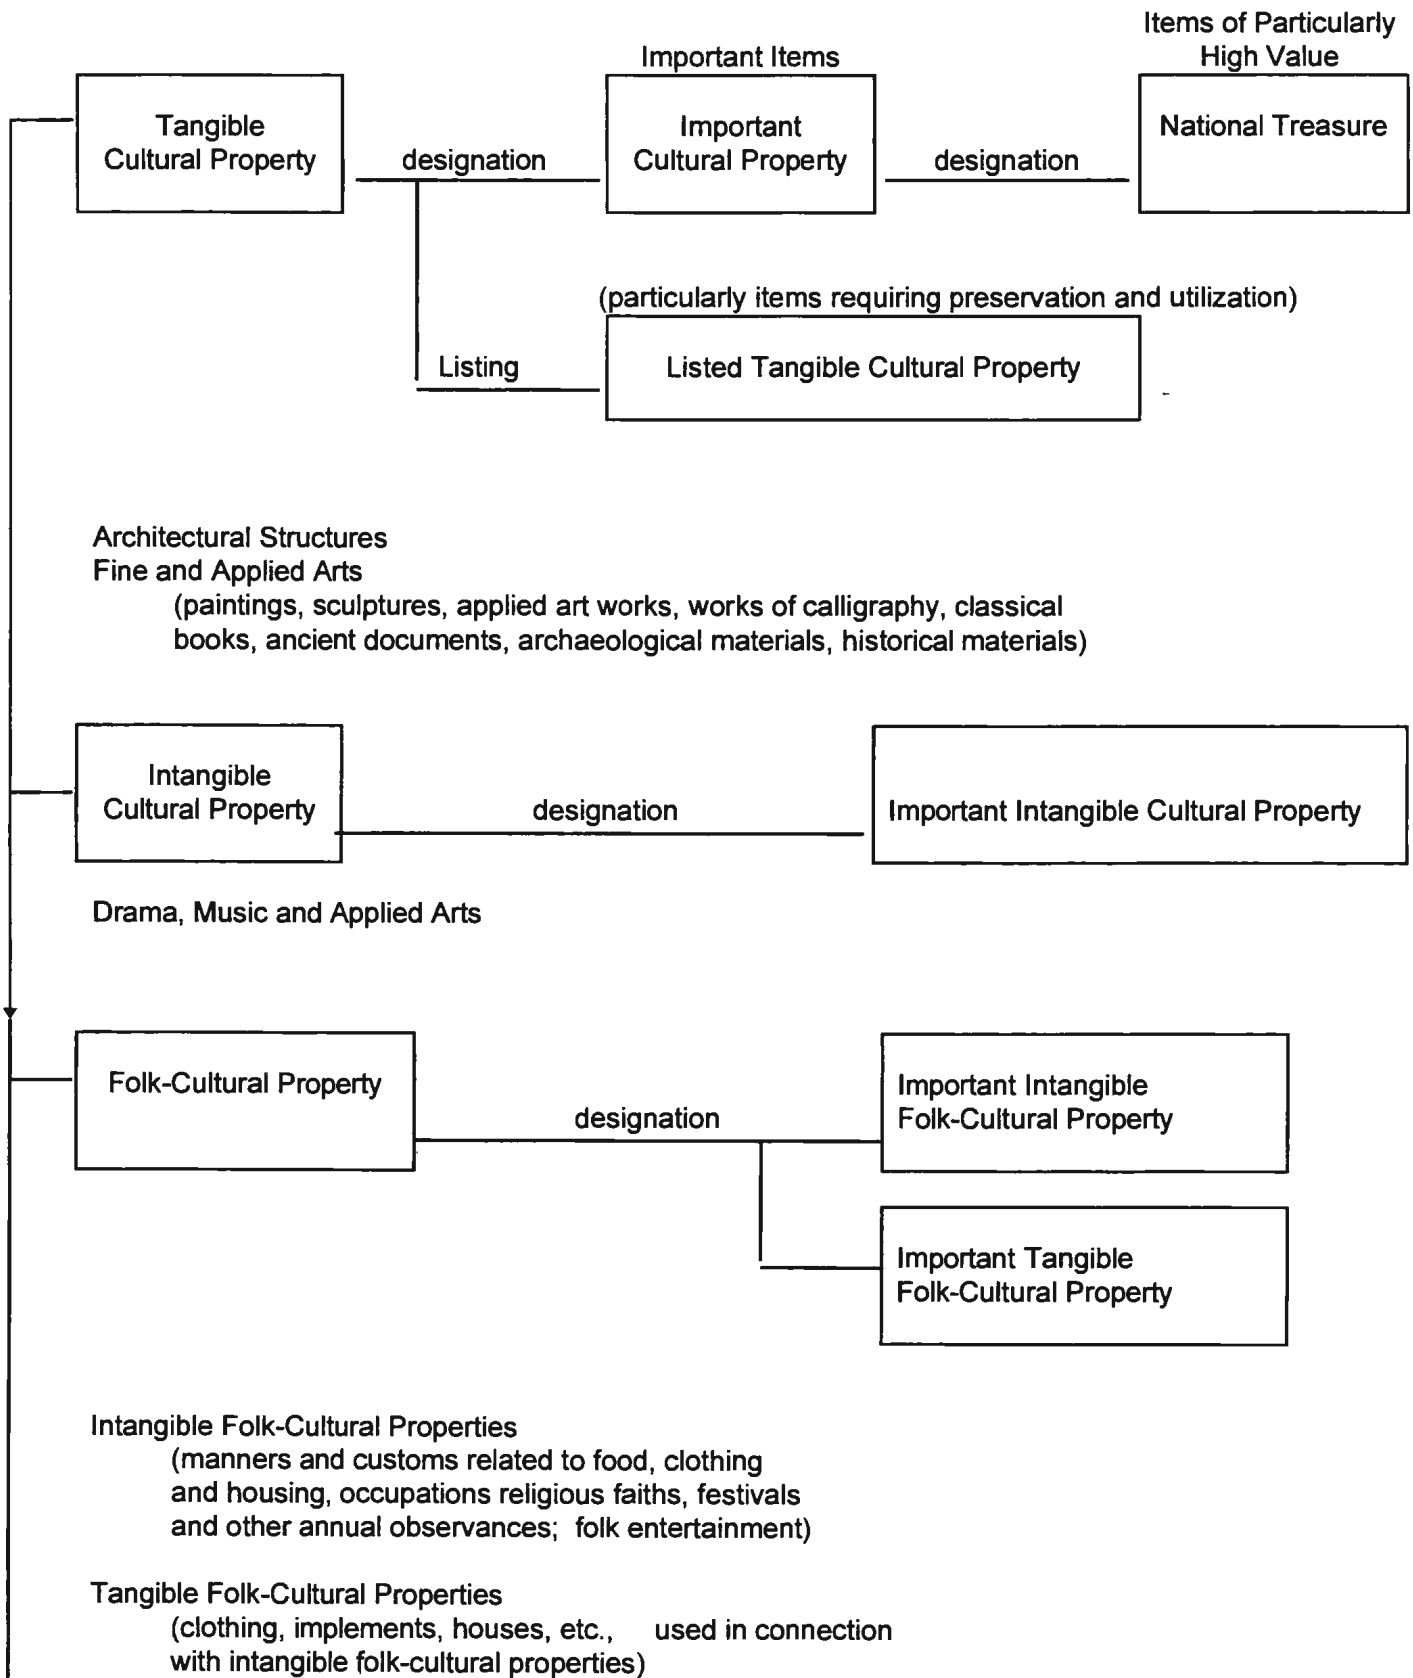 Items of Particularly
High Value
Important Items
Tangible
Cultural Property
designation
Important
Cultural Property
designation
National Treasure
(particularly items requiring preservation and utilization)
Listing
Listed Tangible Cultural Property
Architectural Structures
Fine and Applied Arts
(paintings, sculptures, applied art works, works of calligraphy, classical
books, ancient documents, archaeological materials, historical materials)
Intangible
Cultural Property
designation
Important Intangible Cultural Property
Drama, Music and Applied Arts
Folk-Cultural Property
designation
Important Intangible
Folk-Cultural Property
Important Tangible
Folk-Cultural Property
Intangible Folk-Cultural Properties
(manners and customs related to food, clothing
and housing, occupations religious faiths, festivals
and other annual observances; folk entertainment)
Tangible Folk-Cultural Properties
(clothing, implements, houses, etc., used in connection
with intangible folk-cultural properties)